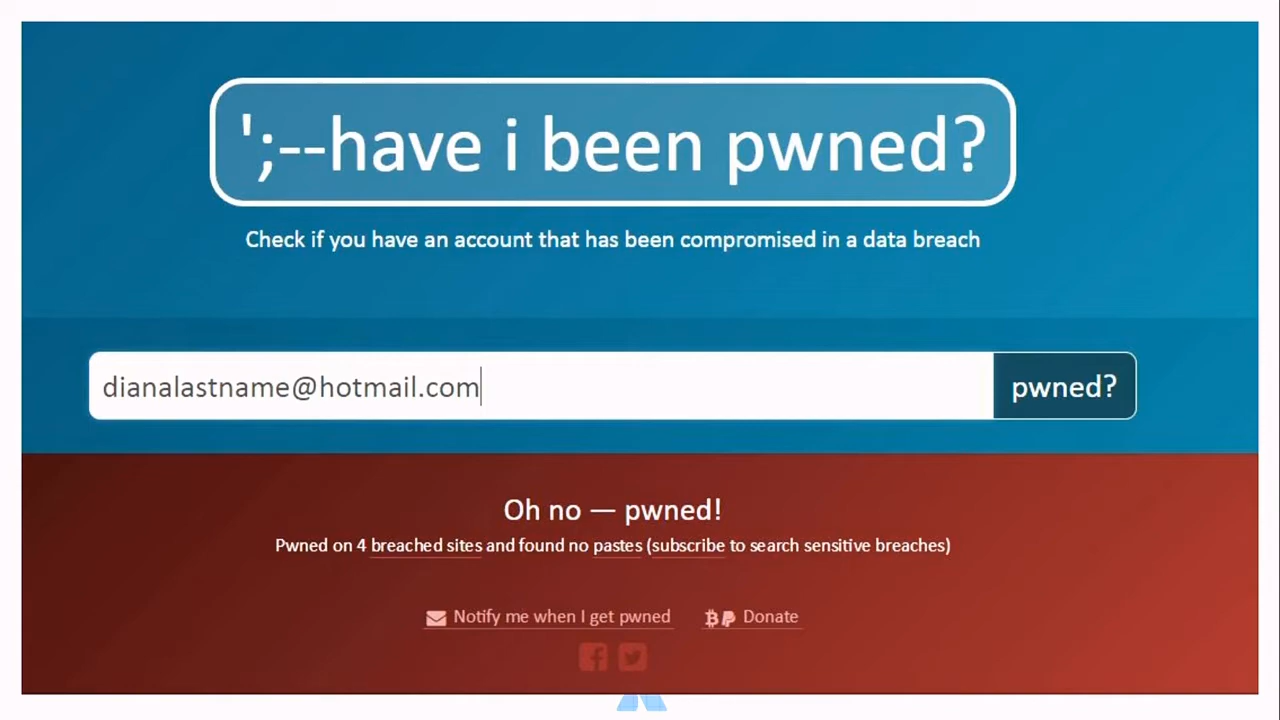 ';--have i been pwned?
Check if you have an account that has been compromised in a data breach
dianalastname@hotmail.com
pwned?
Oh no — pwned!
Pwned on 4 breached sites and found no pastes (subscribe to search sensitive breaches)
Notify me when I get pwned Donate